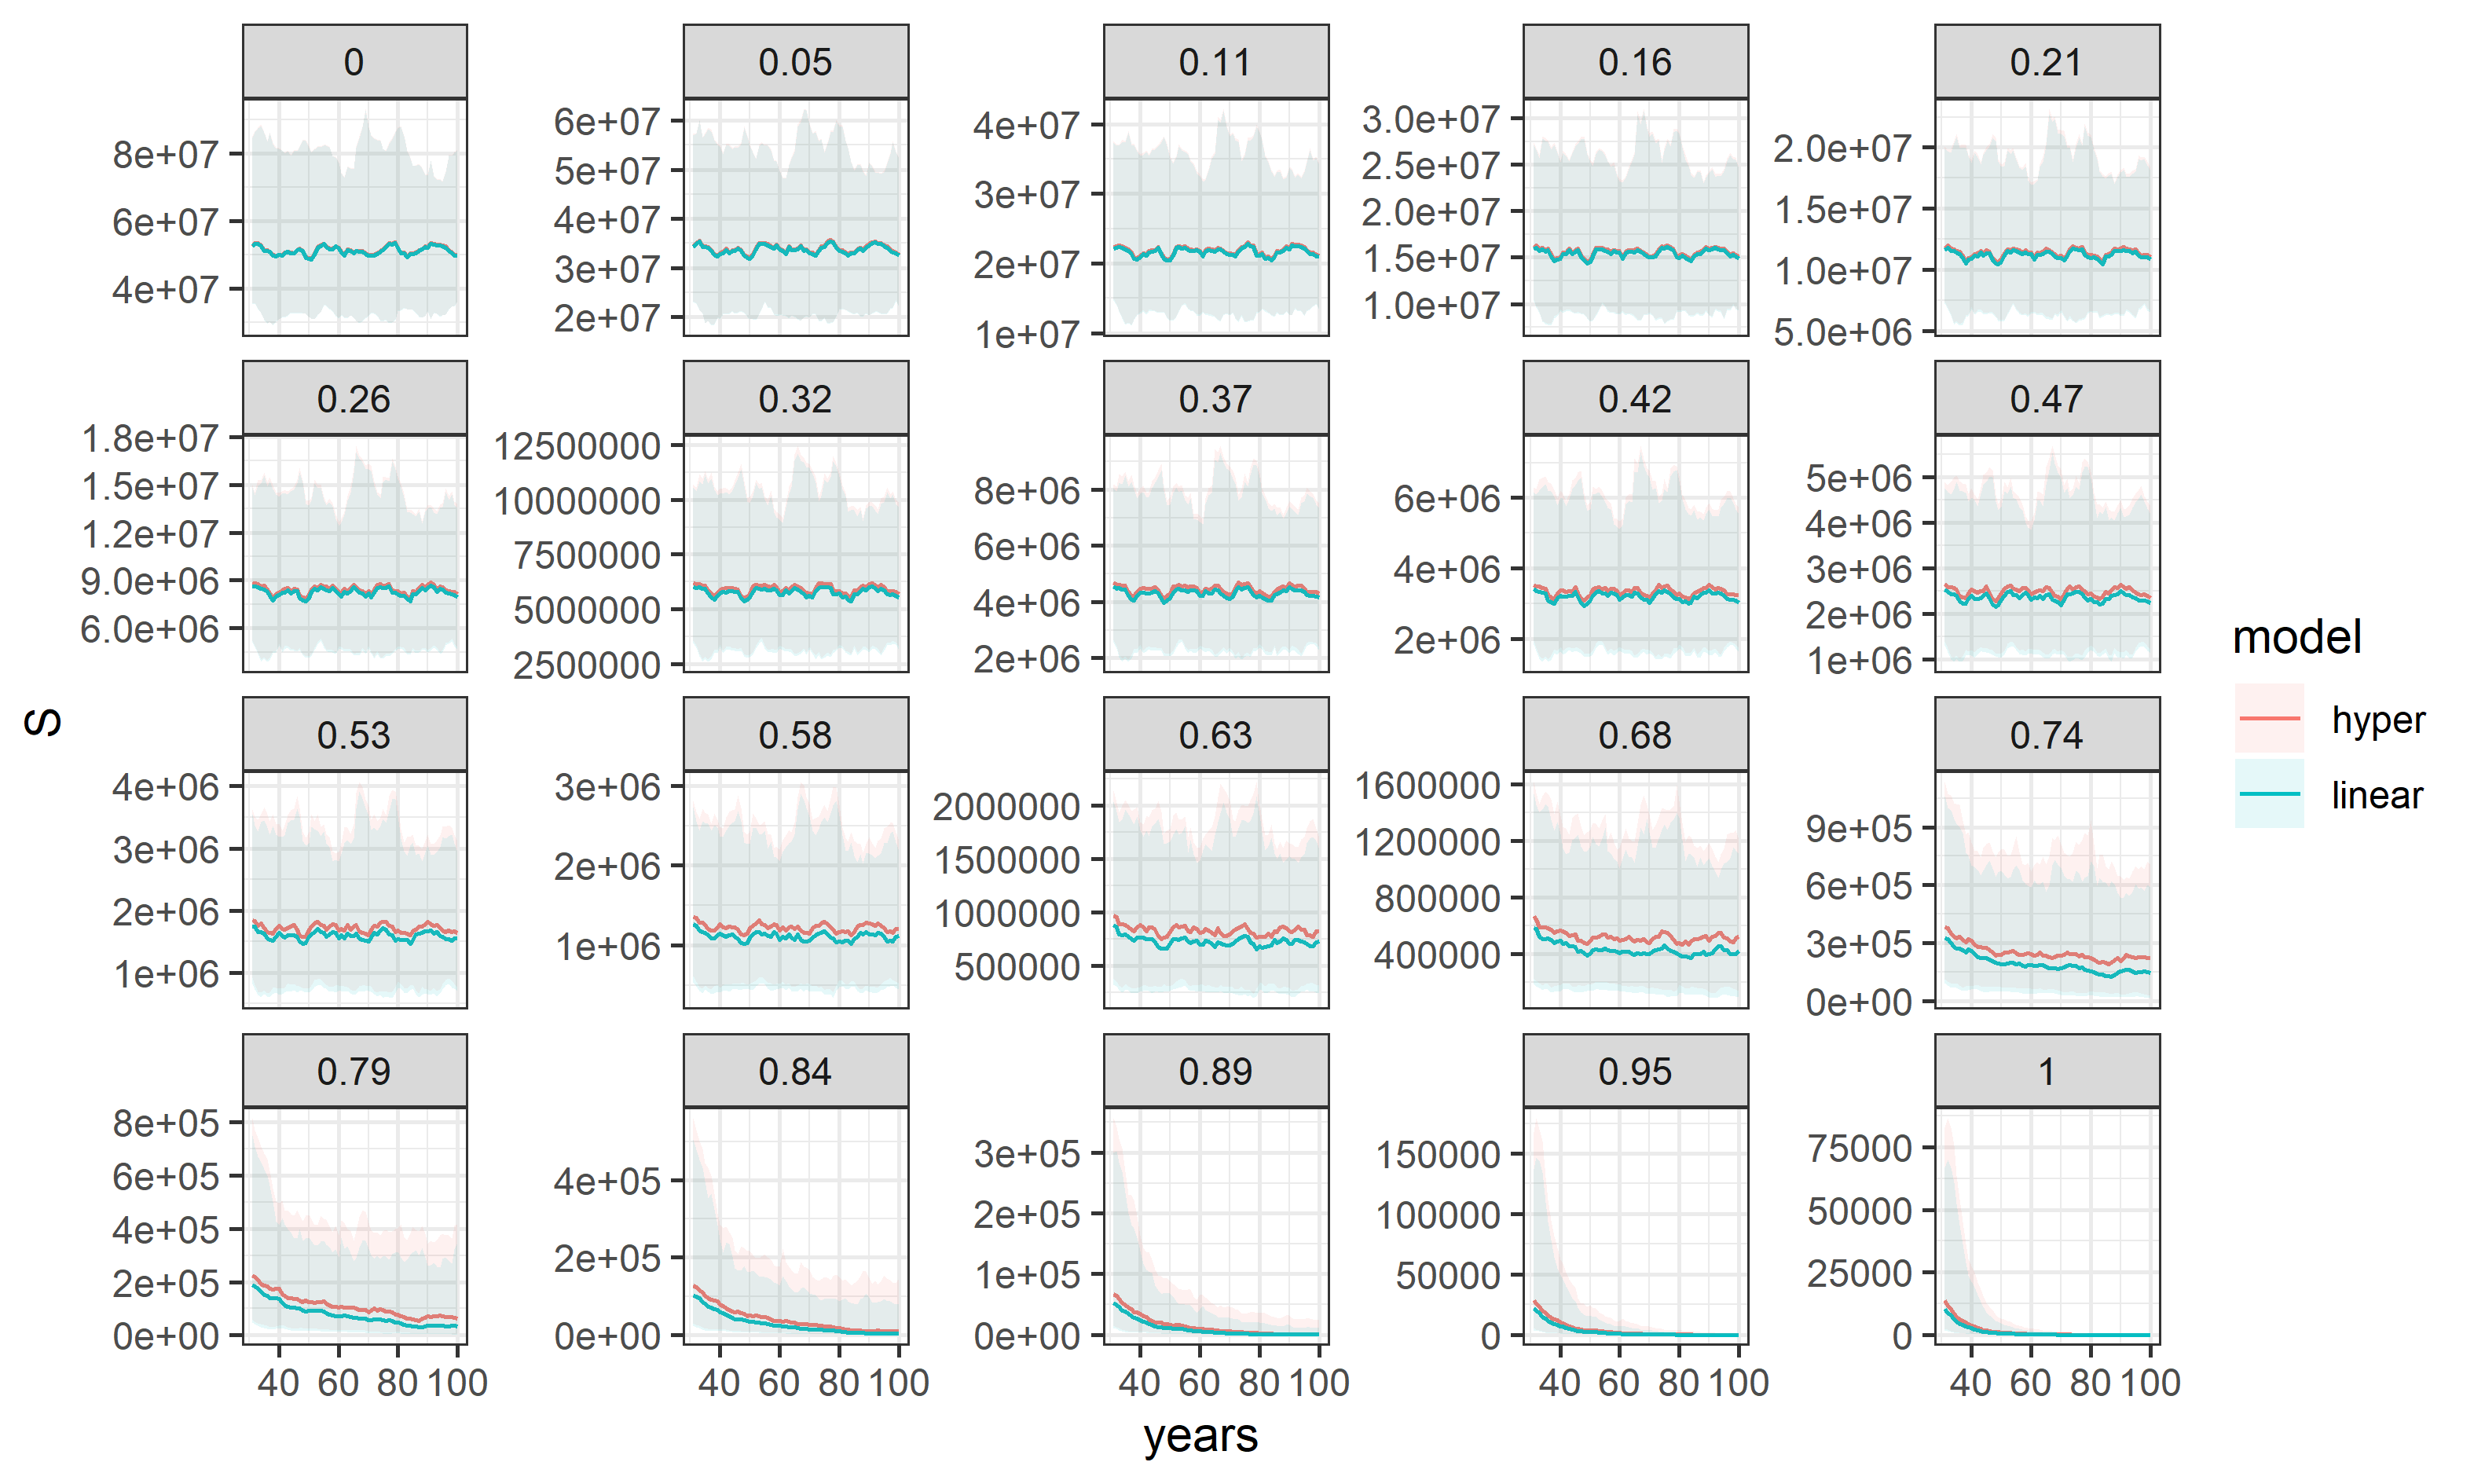 0 0.05 0.11 0.16 0.21
8e+07
6e+07
4e+07
6e+07
5e+07
4e+07
3e+07
2e+07
4e+07
3e+07
2e+07
1e+07
3.0e+07
2.5e+07
2.0e+07
1.5e+07
1.0e+07
2.0e+07
1.5e+07
1.0e+07
5.0e+06
0.26 0.32 0.37 0.42 0.47
1.8e+07
1.5e+07
1.2e+07
9.0e+06
6.0e+06
12500000
10000000
7500000
5000000
2500000
8e+06
6e+06
4e+06
2e+06
6e+06
4e+06
2e+06
5e+06
4e+06
3e+06
2e+06
1e+06
0.53 0.58 0.63 0.68 0.74
4e+06
3e+06
2e+06
1e+06
3e+06
2e+06
1e+06
2000000
1500000
1000000
500000
1600000
1200000
800000
400000
9e+05
6e+05
3e+05
0e+00
0.79 0.84 0.89 0.95 1
8e+05
6e+05
4e+05
2e+05
0e+00
4e+05
2e+05
0e+00
3e+05
2e+05
1e+05
0e+00
150000
100000
50000
0
75000
50000
25000
0
40 60 80 100 40 60 80 100 40 60 80 100 40 60 80 100 40 60 80 100
years
S
model
hyper
linear